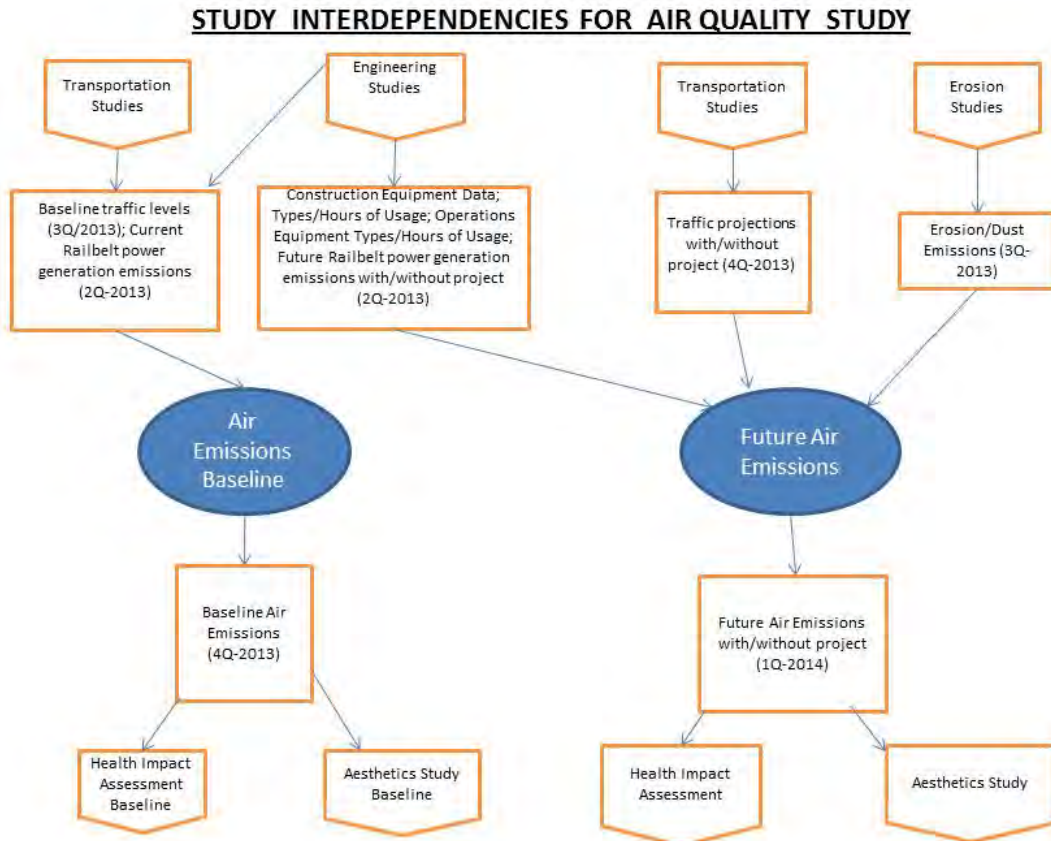 STUDY INTERDEPENDENCIES FOR AIR QUALITY STUDY
Transportation
Studies
Engineering
Studies
Transportation
Studies
Erosion
Studies
Baseline traffic levels
(3Q/2013); Current
Railbelt power
generation emissions
(2Q-2013)
Construction Equipment Data;
Types/Hours of Usage; Operations
Equipment Types/Hours of Usage;
Future Railbelt power generation
emissions with/without project
(2Q-2013)
Traffic projections
with/without
project (4Q-2013)
Erosion/Dust
Emissions (3Q-
2013)
Air
Emissions
Baseline
Future Air
Emissions
Baseline Air
Emissions
(4Q-2013)
Future Air Emissions
with/without project
(1Q-2014)
Health Impact
Assessment
Baseline
Aesthetics Study
Baseline
Health Impact
Assessment
Aesthetics Study